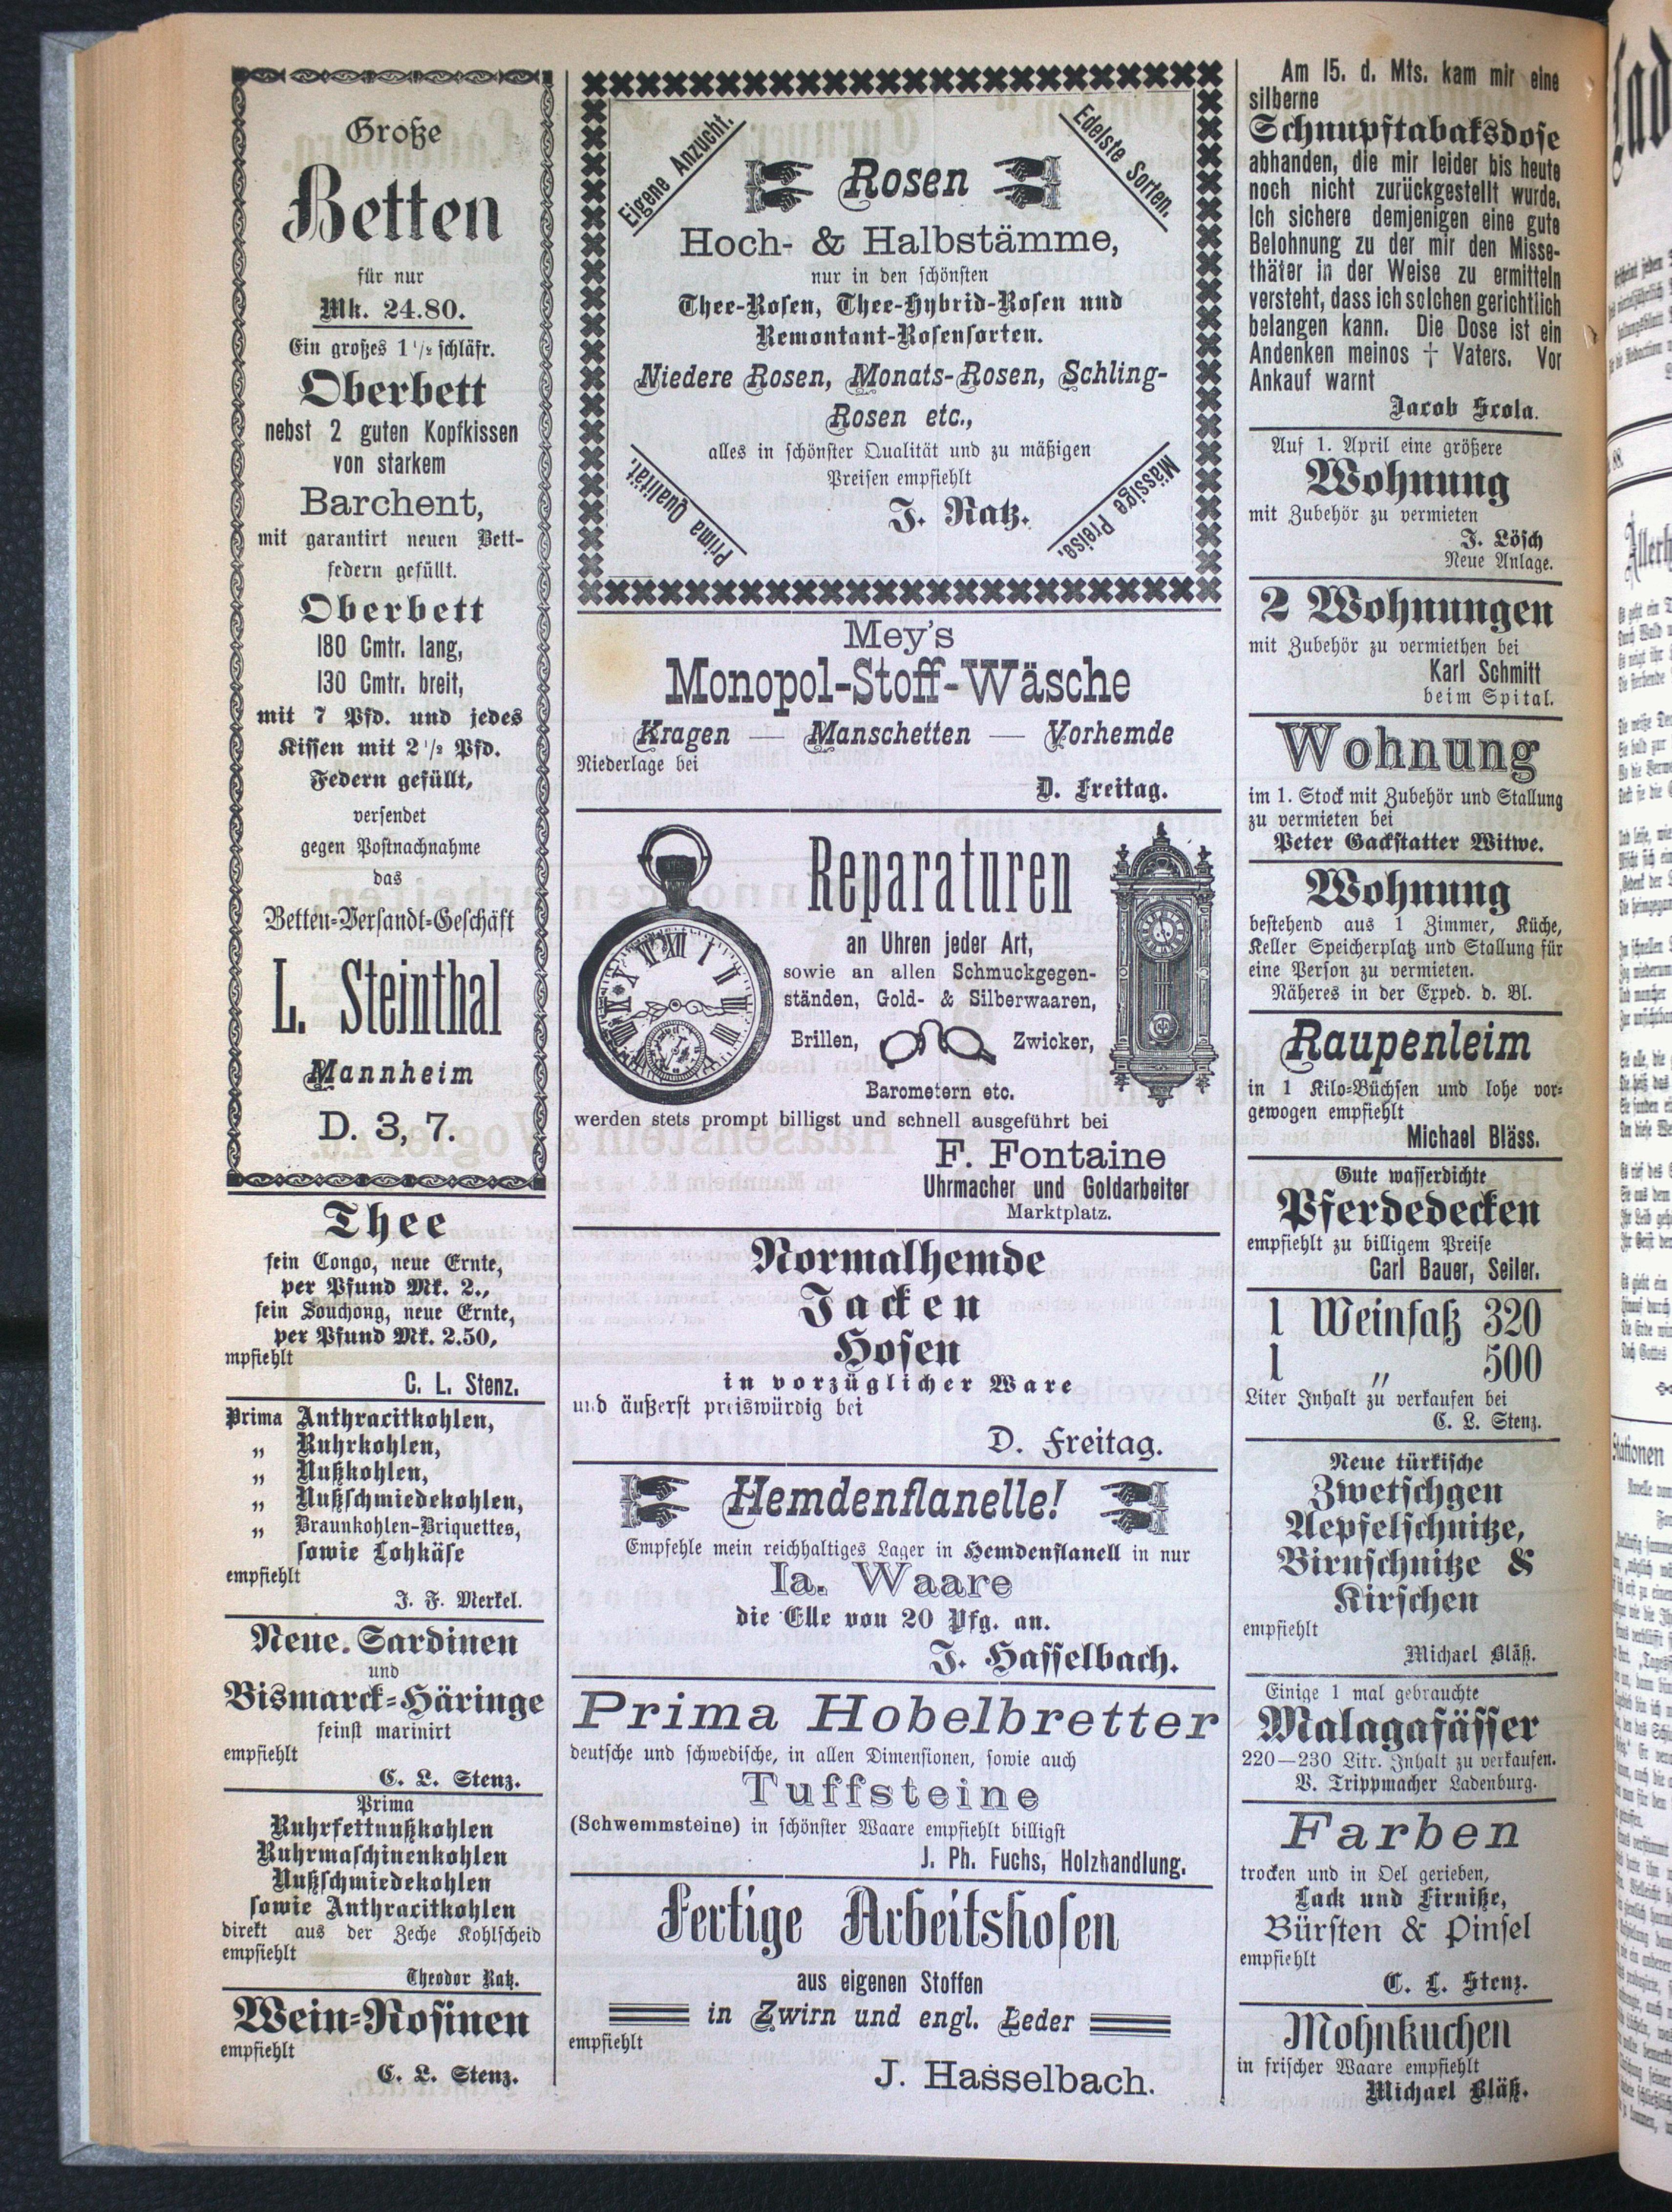 Große
Betten
für nur
Mk. 24.80.
Ein großes 1 1/2 schläfr.
Oberbett
nebst 2 guten Kopfkissen
von starkem
Barchent,
mit garantirt neuen Bett-
federn gefüllt.
Oberbett
180 Cmtr. lang,
130 Cmtr. breit,
mit 7 Pfd. und jedes
Kissen mit 2 1/2 Pfd.
Federn gefüllt,
versendet
gegen Postnachnahme
das
Betten-Versandt-Geschäft
L. Steinthal
Mannheim
D. 3, 7.
Thee
fein Congo, neue Ernte,
per Pfund Mk. 2.,
fein Souchong, neue Ernte,
per Pfund Mk. 2.50,
mpfiehlt
C. L. Stenz.
Prima Anthracitkohlen,
„ Ruhrkohlen,
„ Nußkohlen,
„ Nußschmiedekohlen,
„ Braunkohlen-Briquettes,
sowie Lohkäse
empfiehlt
J. F. Merkel.
Neue Sardinen
und
Bismarck-Häringe
feinst marinirt
empfiehlt
C. L. Stenz.
Prima
Ruhrfettnußkohlen
Ruhrmaschinenkohlen
Nußschmiedekohlen
sowie Anthracitkohlen
direkt aus der Zeche Kohlscheid
empfiehlt
Theodor Ratz.
Wein-Rosinen
empfiehlt
C. L. Stenz.
Eigene Anzucht.
Edelste Sorten.
Rosen
Hoch- & Halbstämme,
nur in den schönsten
Thee-Rosen, Thee-Hybrid-Rosen und
Remontant-Rosensorten.
Niedere Rosen, Monats-Rosen, Schling-
Rosen etc.,
alles in schönster Qualität und zu mäßigen
Preisen empfiehlt
J. Ratz.
Prima Qualität.
Mässige Preise.
Mey's
Monopol-Stoff-Wäsche
Kragen — Manschetten — Vorhemde
Niederlage bei
D. Freitag.
Reparaturen
an Uhren jeder Art,
sowie an allen Schmuckgegen-
ständen, Gold- & Silberwaaren,
Brillen, Zwicker,
Barometern etc.
werden stets prompt billigst und schnell ausgeführt bei
F. Fontaine
Uhrmacher und Goldarbeiter
Marktplatz.
Normalhemde
Jacken
Hosen
in vorzüglicher Ware
und äußerst preiswürdig bei
D. Freitag.
Hemdenflanelle!
Empfehle mein reichhaltiges Lager in Hemdenflanell in nur
Ia. Waare
die Elle von 20 Pfg. an.
J. Hasselbach.
Prima Hobelbretter
deutsche und schwedische, in allen Dimensionen, sowie auch
Tuffsteine
(Schwemmsteine) in schönster Waare empfiehlt billigst
J. Ph. Fuchs, Holzhandlung.
Fertige Arbeitshosen
aus eigenen Stoffen
in Zwirn und engl. Leder
empfiehlt
J. Hasselbach.
Am 15. d. Mts. kam mir eine
silberne
Schnupftabaksdose
abhanden, die mir leider bis heute
noch nicht zurückgestellt wurde.
Ich sichere demjenigen eine gute
Belohnung zu der mir den Misse-
thäter in der Weise zu ermitteln
versteht, dass ich solchen gerichtlich
belangen kann. Die Dose ist ein
Andenken meinos † Vaters. Vor
Ankauf warnt
Jacob Scola.
Auf 1. April eine größere
Wohnung
mit Zubehör zu vermieten
J. Lösch
Neue Anlage.
2 Wohnungen
mit Zubehör zu vermiethen bei
Karl Schmitt
beim Spital.
Wohnung
im 1. Stock mit Zubehör und Stallung
zu vermieten bei
Peter Gackstatter Witwe.
Wohnung
bestehend aus 1 Zimmer, Küche,
Keller Speicherplatz und Stallung für
eine Person zu vermieten.
Näheres in der Exped. d. Bl.
Raupenleim
in 1 Kilo-Büchsen und lohe vor-
gewogen empfiehlt
Michael Bläss.
Gute wasserdichte
Pferdedecken
empfiehlt zu billigem Preise
Carl Bauer, Seiler.
1 Weinfaß 320
1 „ 500
Liter Inhalt zu verkaufen bei
C. L. Stenz.
Neue türkische
Zwetschgen
Aepfelschnitze,
Birnschnitze &
Kirschen
empfiehlt
Michael Bläß.
Einige 1 mal gebrauchte
Malagafässer
220—230 Litr. Inhalt zu verkaufen.
V. Trippmacher Ladenburg.
Farben
trocken und in Oel gerieben,
Lack und Firniße,
Bürsten & Pinsel
empfiehlt
C. L. Stenz.
Mohnkuchen
in frischer Waare empfiehlt
Michael Bläß.